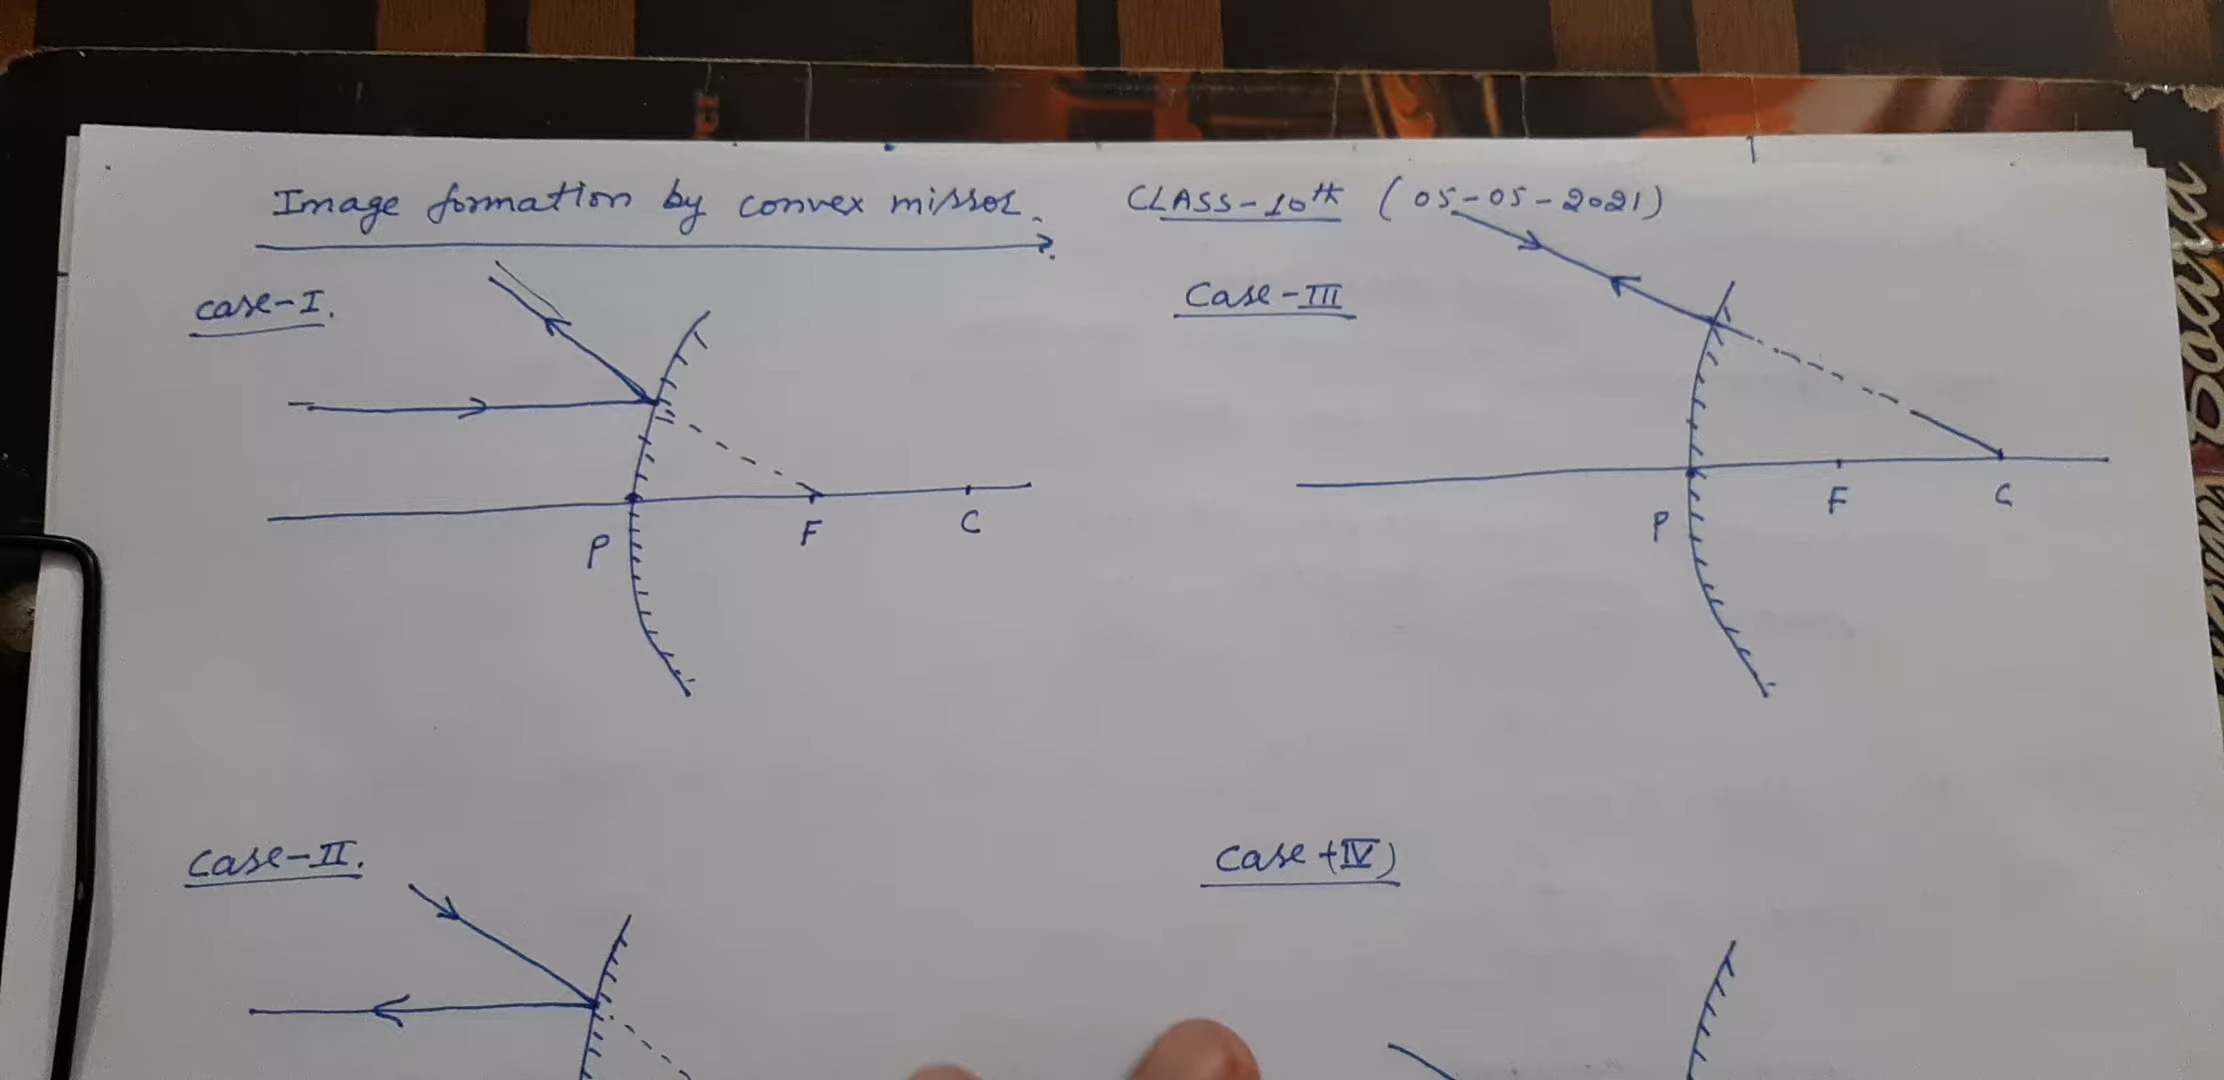 Image formation by convex mirror.
CLASS-10th (05-05-2021)
case-I.
P
F
C
Case-III
P
F
C
Case-II.
Case (IV)